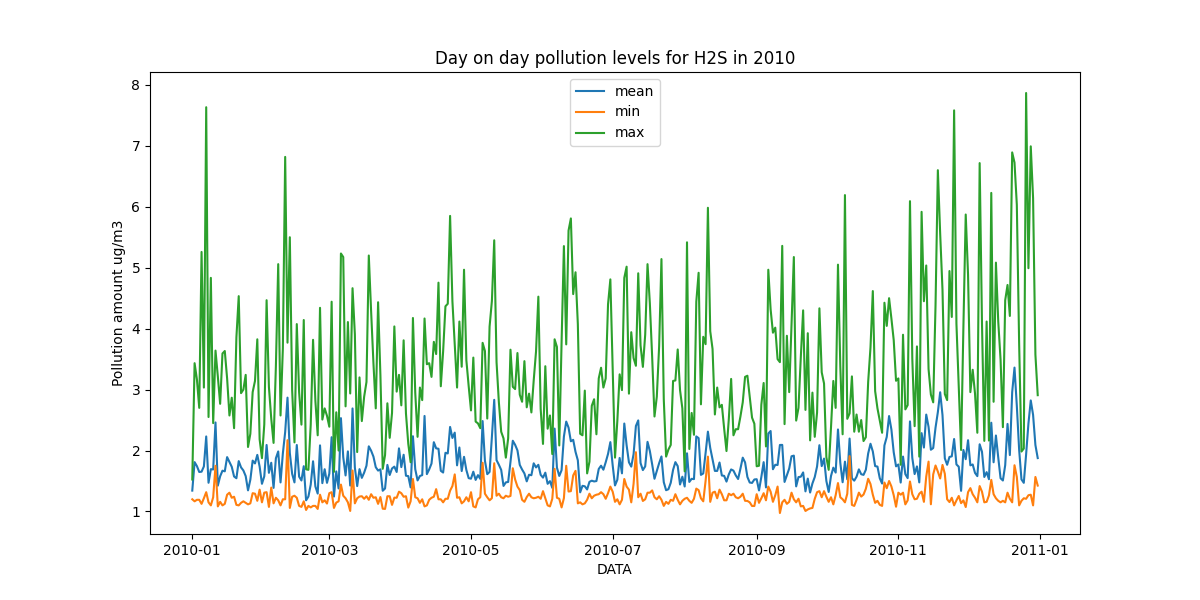 Day on day pollution levels for H2S in 2010
mean
min
max
Pollution amount ug/m3
8
7
6
5
4
3
2
1
2010-01
2010-03
2010-05
2010-07
2010-09
2010-11
2011-01
DATA